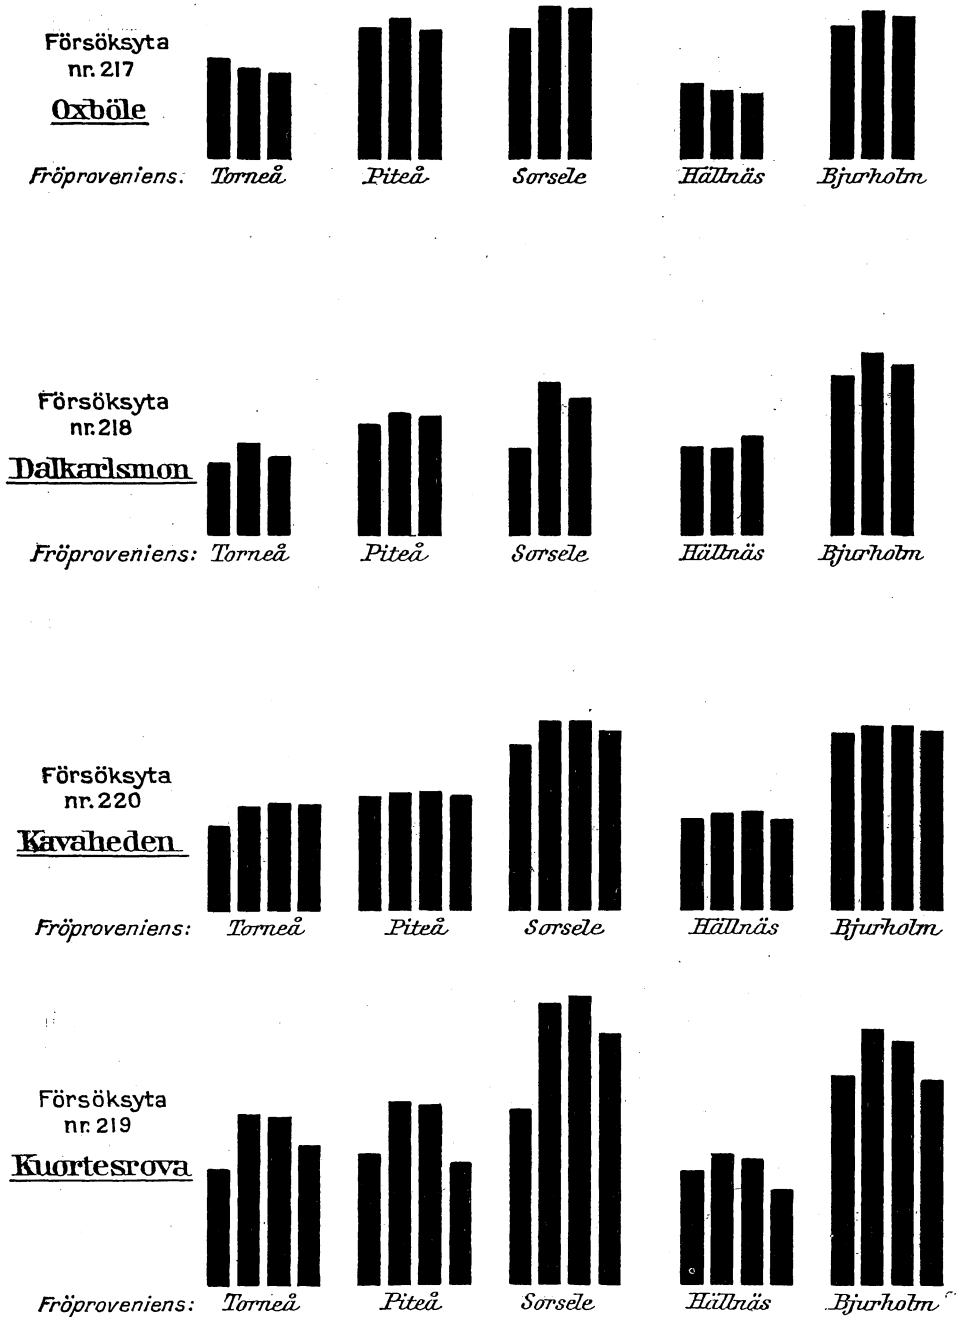 Försöksyta
nr. 217
Oxböle
Fröproveniens: Torneå Piteå Sorsele Hällnäs Bjurholm
Försöksyta
nr. 218
Dalkarlsmon
Fröproveniens: Torneå Piteå Sorsele Hällnäs Bjurholm
Försöksyta
nr. 220
Kavaheden
Fröproveniens: Torneå Piteå Sorsele Hällnäs Bjurholm
Försöksyta
nr. 219
Kuortesrova
Fröproveniens: Torneå Piteå Sorsele Hällnäs Bjurholm